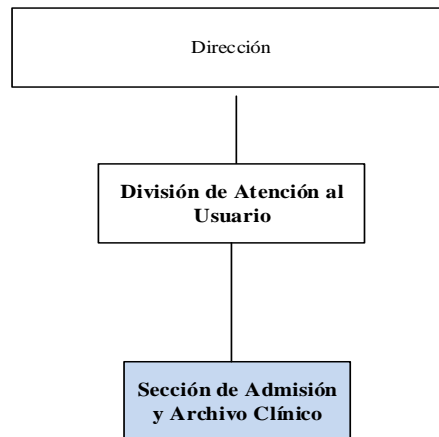 Dirección
División de Atención al
Usuario
Sección de Admisión
y Archivo Clínico